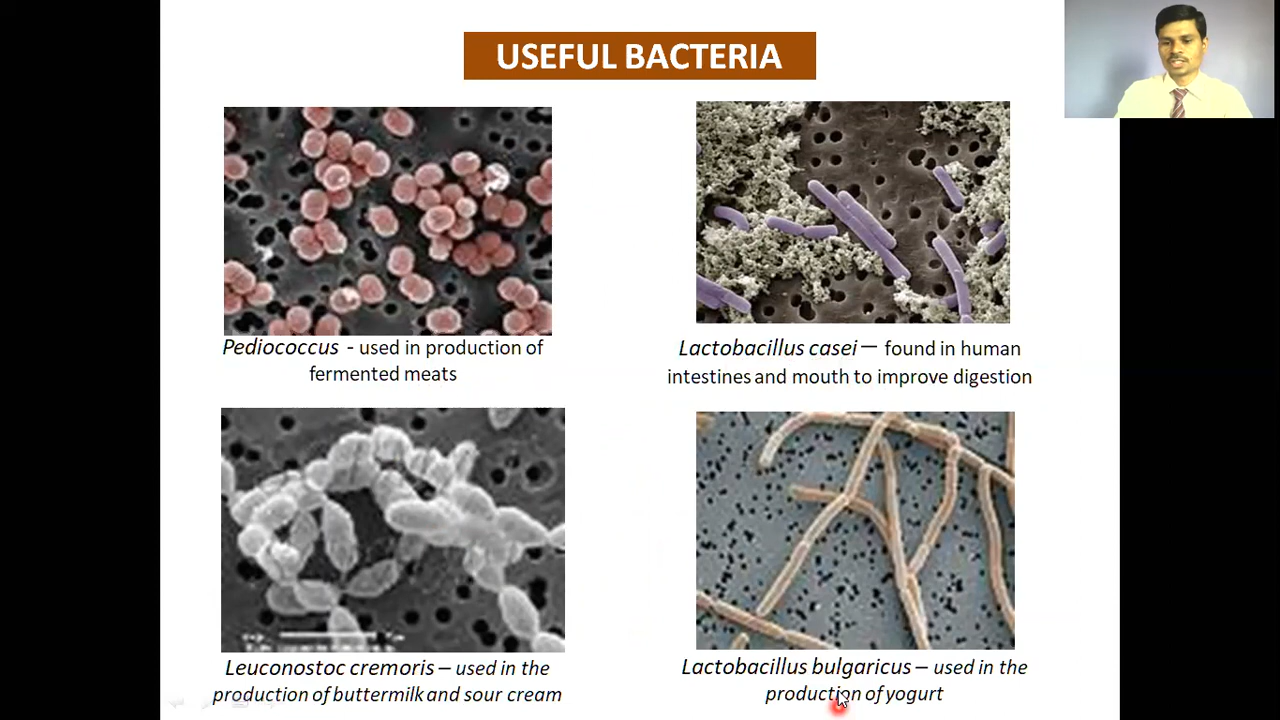 USEFUL BACTERIA
Pediococcus - used in production of
fermented meats
Lactobacillus casei – found in human
intestines and mouth to improve digestion
Leuconostoc cremoris – used in the
production of buttermilk and sour cream
Lactobacillus bulgaricus – used in the
production of yogurt